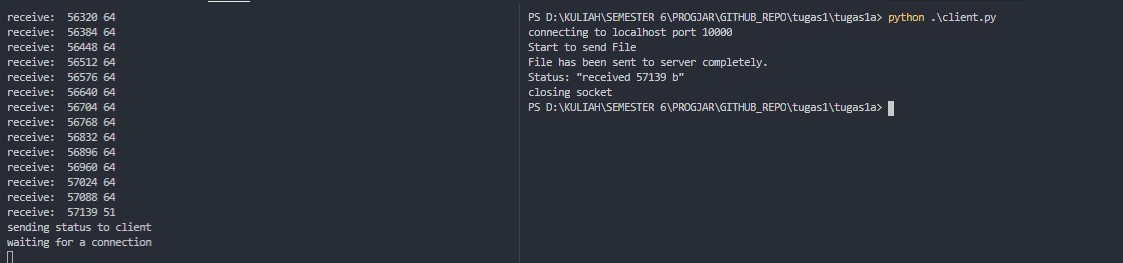 receive:  56320 64
receive:  56384 64
receive:  56448 64
receive:  56512 64
receive:  56576 64
receive:  56640 64
receive:  56704 64
receive:  56768 64
receive:  56832 64
receive:  56896 64
receive:  56960 64
receive:  57024 64
receive:  57088 64
receive:  57139 51
sending status to client
waiting for a connection
PS D:\KULIAH\SEMESTER 6\PROGJAR\GITHUB_REPO\tugas1\tugas1a> python .\client.py
connecting to localhost port 10000
Start to send File
File has been sent to server completely.
Status: "received 57139 b"
closing socket
PS D:\KULIAH\SEMESTER 6\PROGJAR\GITHUB_REPO\tugas1\tugas1a>